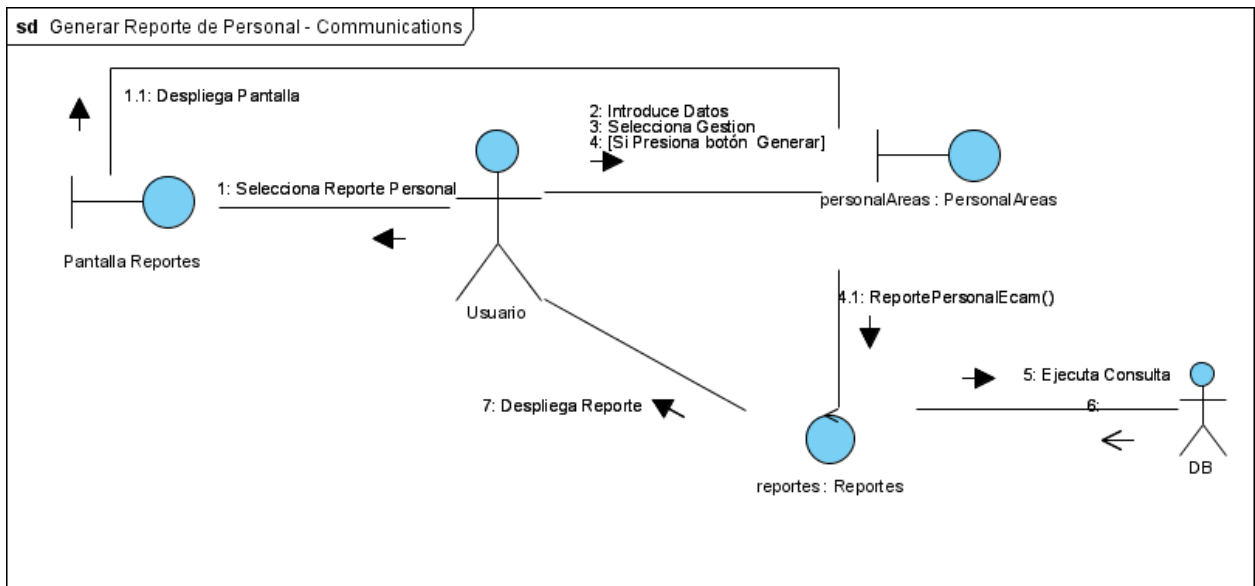 sd Generar Reporte de Personal - Communications
1.1: Despliega Pantalla
2: Introduce Datos
3: Selecciona Gestion
4: [Si Presiona botón Generar]
1: Selecciona Reporte Personal
personalAreas : PersonalAreas
Pantalla Reportes
Usuario
4.1: ReportePersonalEcam()
5: Ejecuta Consulta
7: Despliega Reporte
6:
DB
reportes : Reportes